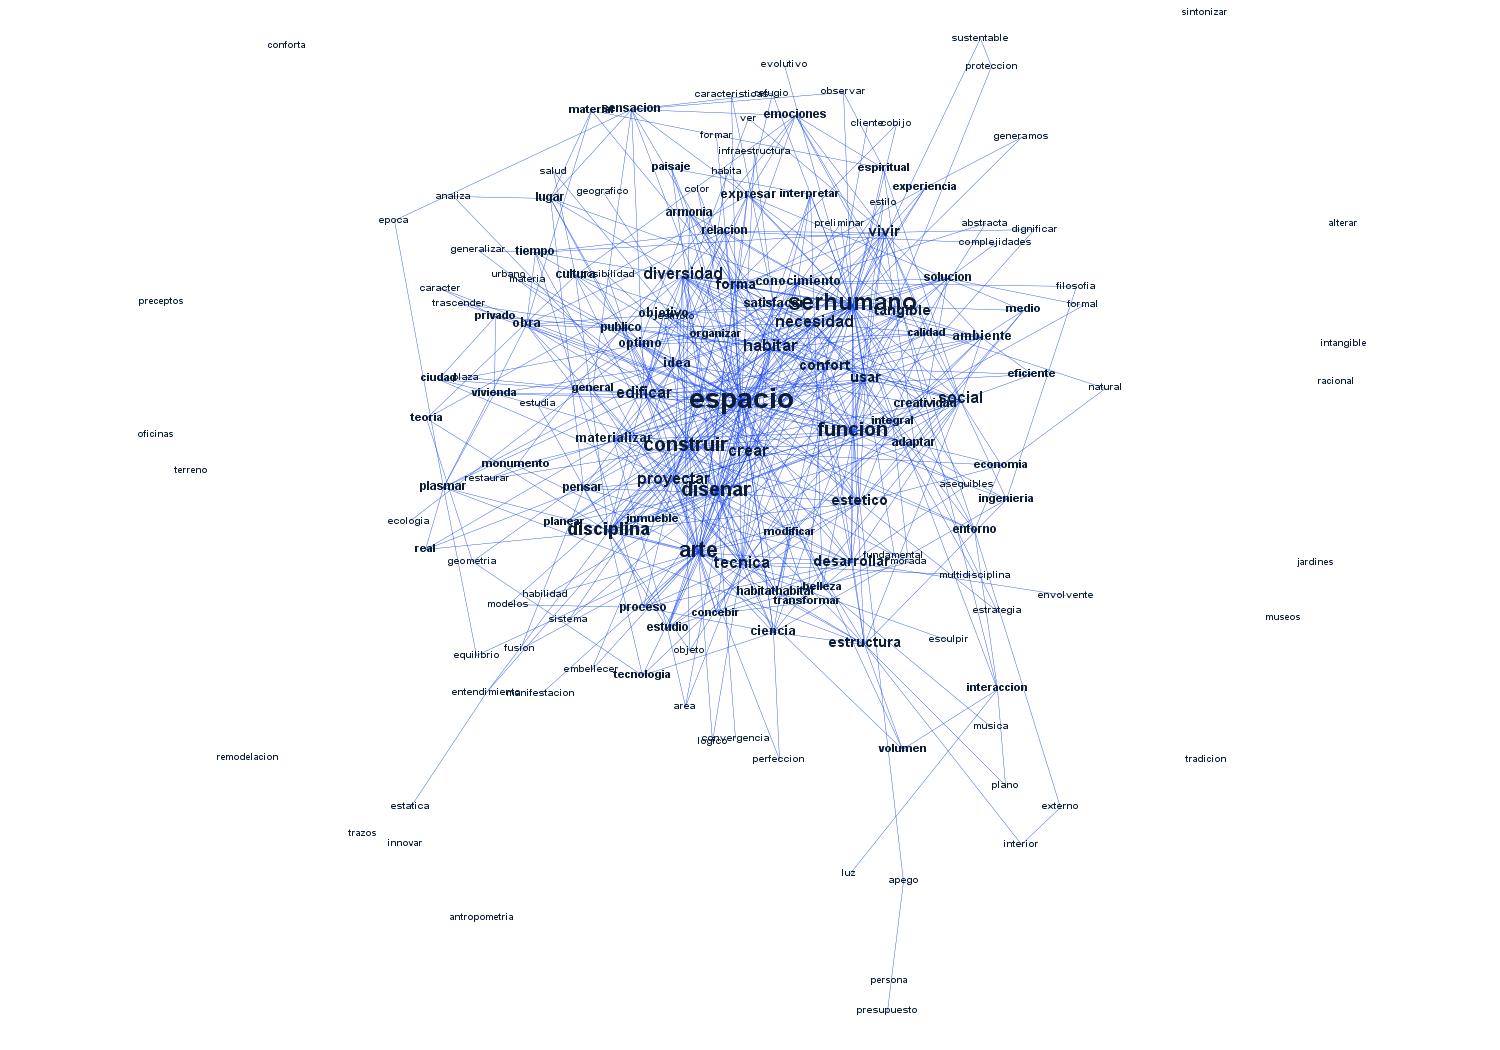 sintonizar
sustentable
conforta
evolutivo
proteccion
caracteristicas
refugio
observar
material
sensacion
ver
emociones
cliente
cobijo
formar
generamos
infraestructura
salud
paisaje
habita
espiritual
geografico
color
experiencia
analiza
lugar
expresar
interpretar
estilo
armonia
epoca
relacion
preliminar
vivir
abstracta
dignificar
alterar
complejidades
generalizar
tiempo
urbano
materia
cultura
diversidad
forma
conocimiento
solucion
caracter
filosofia
trascender
satisfacer
serhumano
tangible
formal
preceptos
privado
obra
publico
objetivo
necesidad
medio
organizar
calidad
ambiente
optimo
habitar
intangible
idea
confort
ciudad
plaza
usar
eficiente
racional
vivienda
general
edificar
natural
estudia
espacio
creatividad
social
teoria
integral
oficinas
materializar
construir
crear
funcion
adaptar
terreno
monumento
economia
restaurar
proyectar
asequibles
plasmar
pensar
disenar
estetico
ingenieria
ecologia
planear
inmueble
disciplina
modificar
entorno
real
arte
geometria
tecnica
desarrollar
fundamental
morada
jardines
multidisciplina
habilidad
habitathabitat
belleza
envolvente
modelos
proceso
concebir
transformar
estrategia
sistema
museos
estudio
ciencia
estructura
esculpir
equilibrio
fusion
objeto
embellecer
tecnologia
entendimiento
manifestacion
interaccion
area
musica
logico
convergencia
volumen
remodelacion
perfeccion
tradicion
plano
estatica
externo
trazos
innovar
interior
luz
apego
antropometria
persona
presupuesto